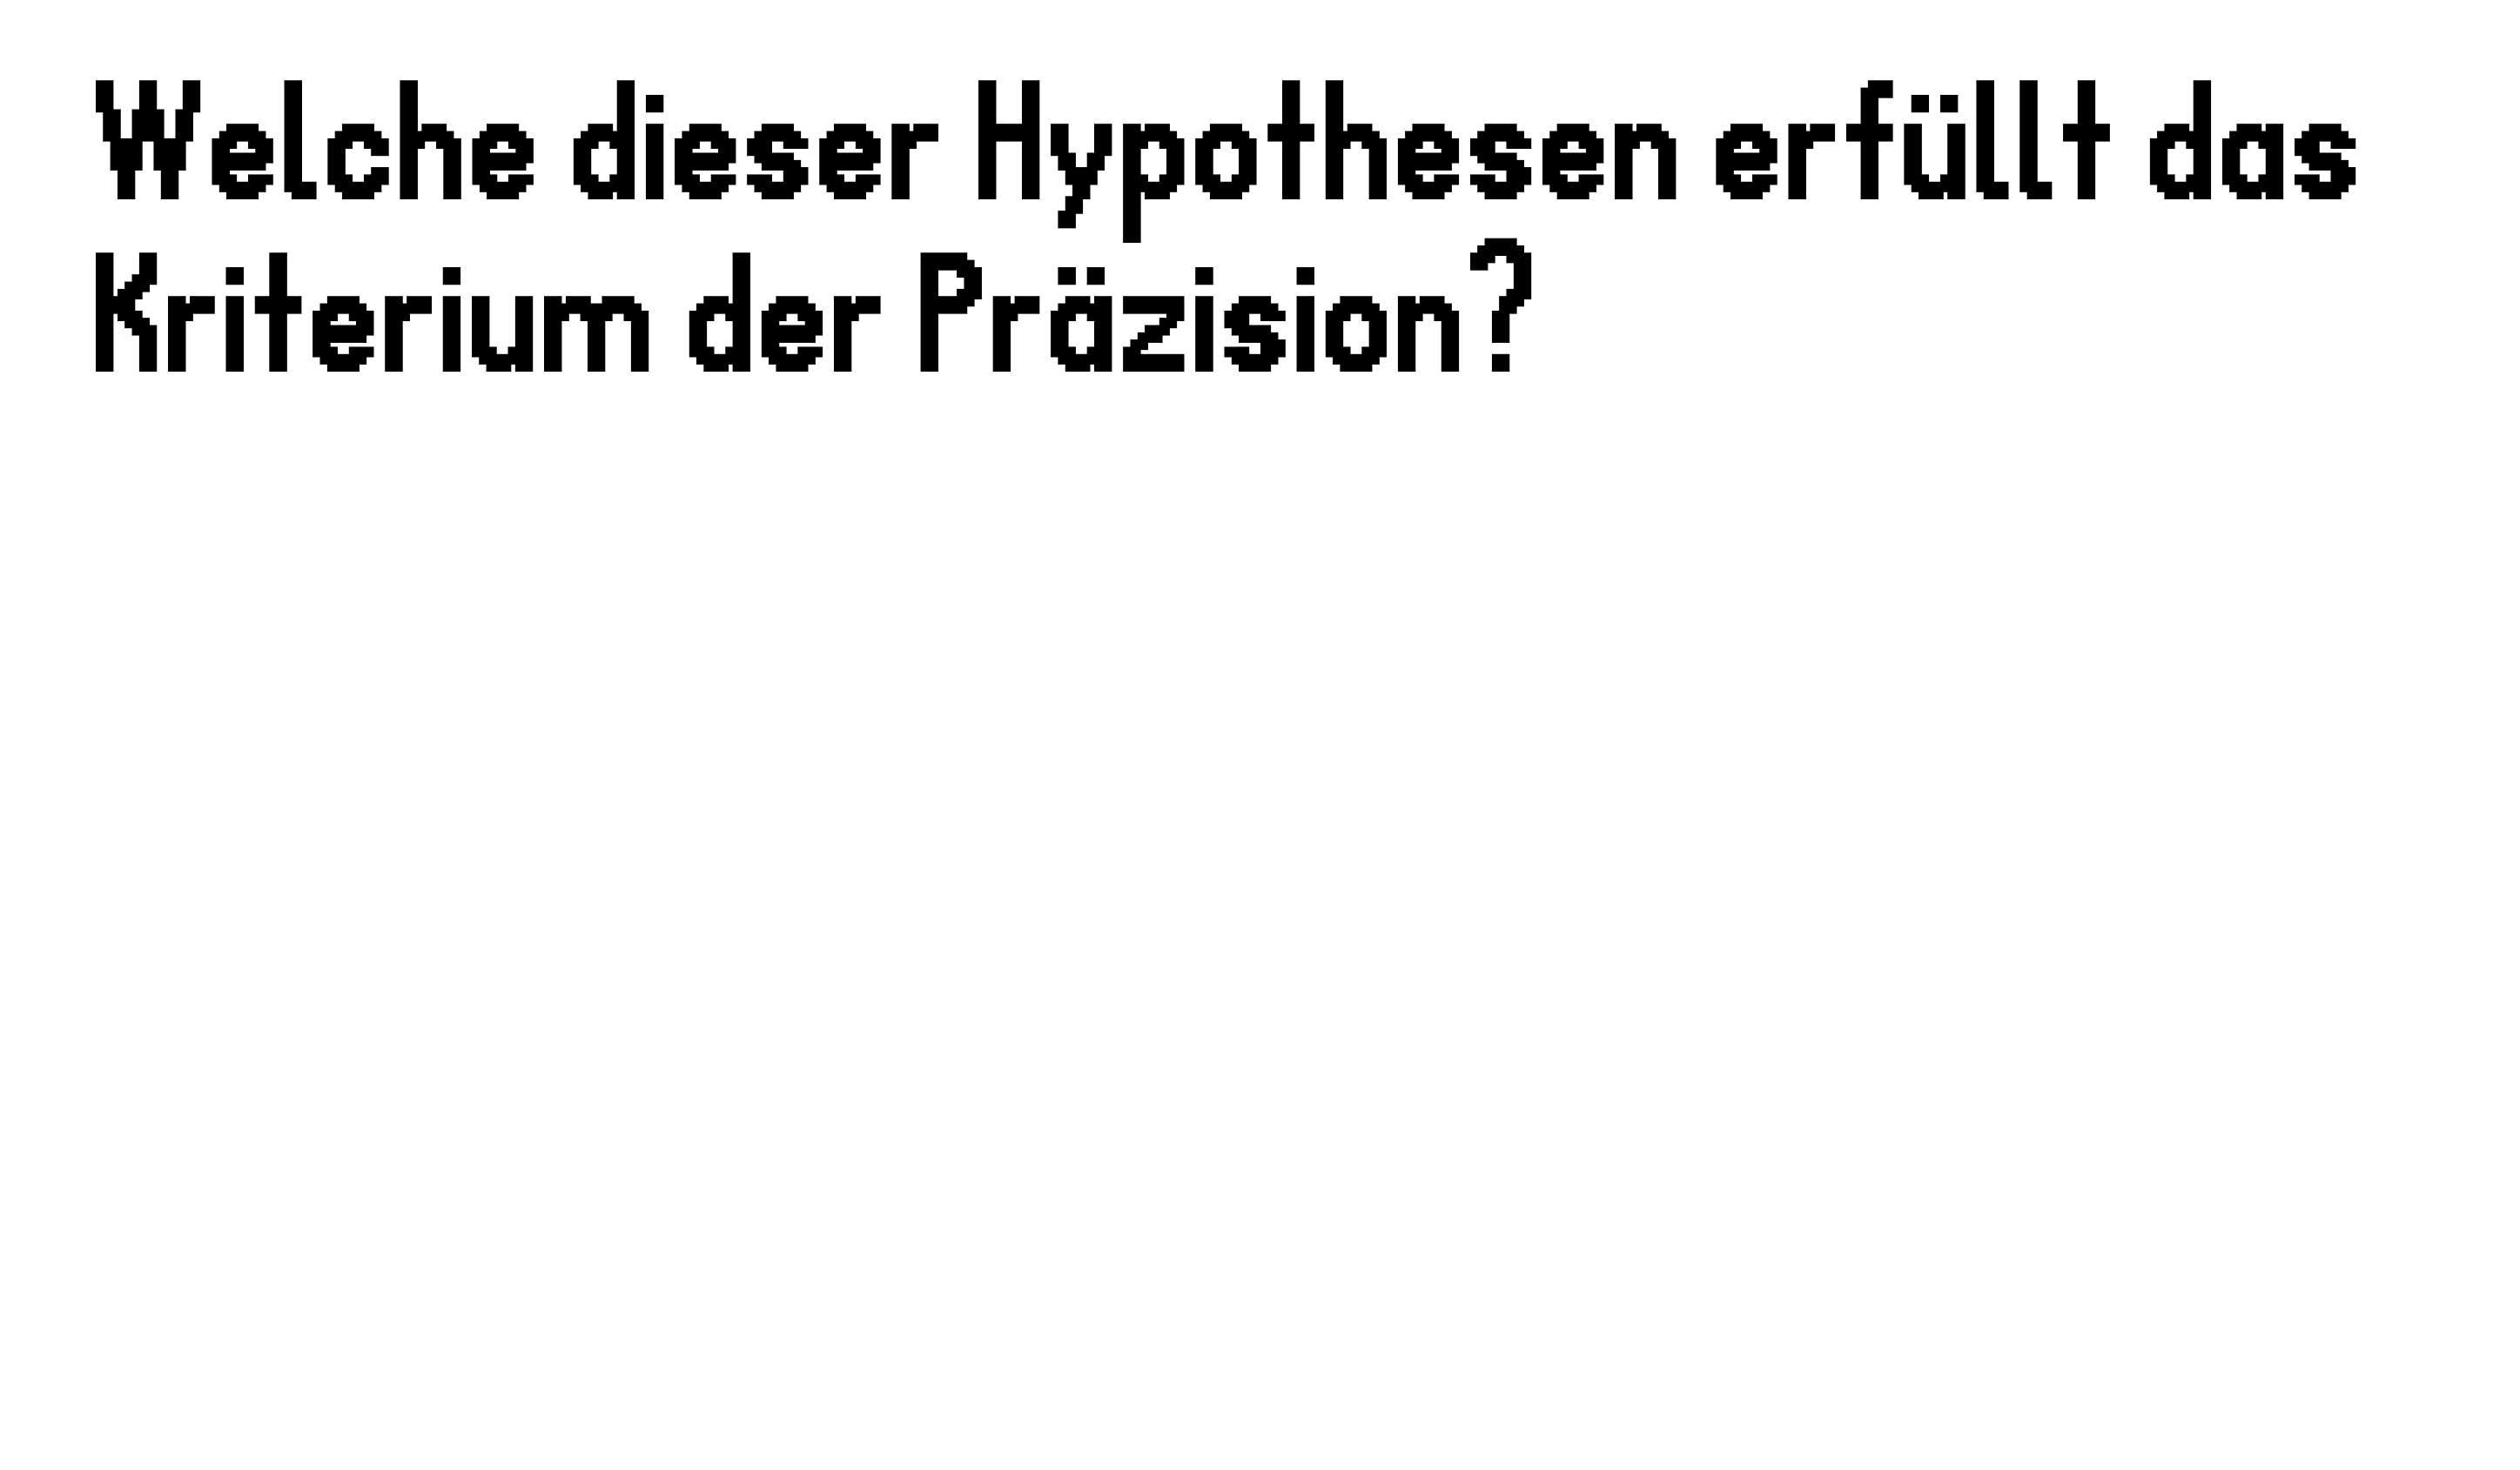 Welche dieser Hypothesen erfüllt das
Kriterium der Präzision?